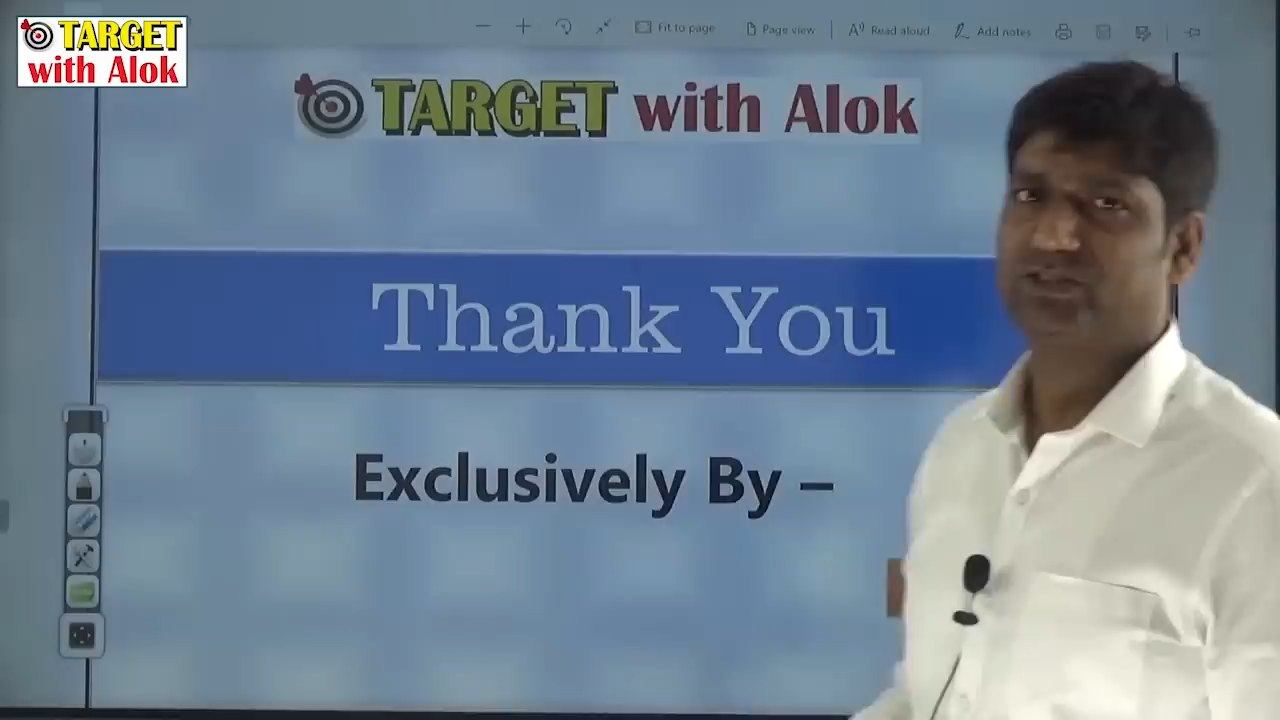 TARGET
with Alok
Fit to page
Page view
Read aloud
Add notes
TARGET with Alok
Thank You
Exclusively By –